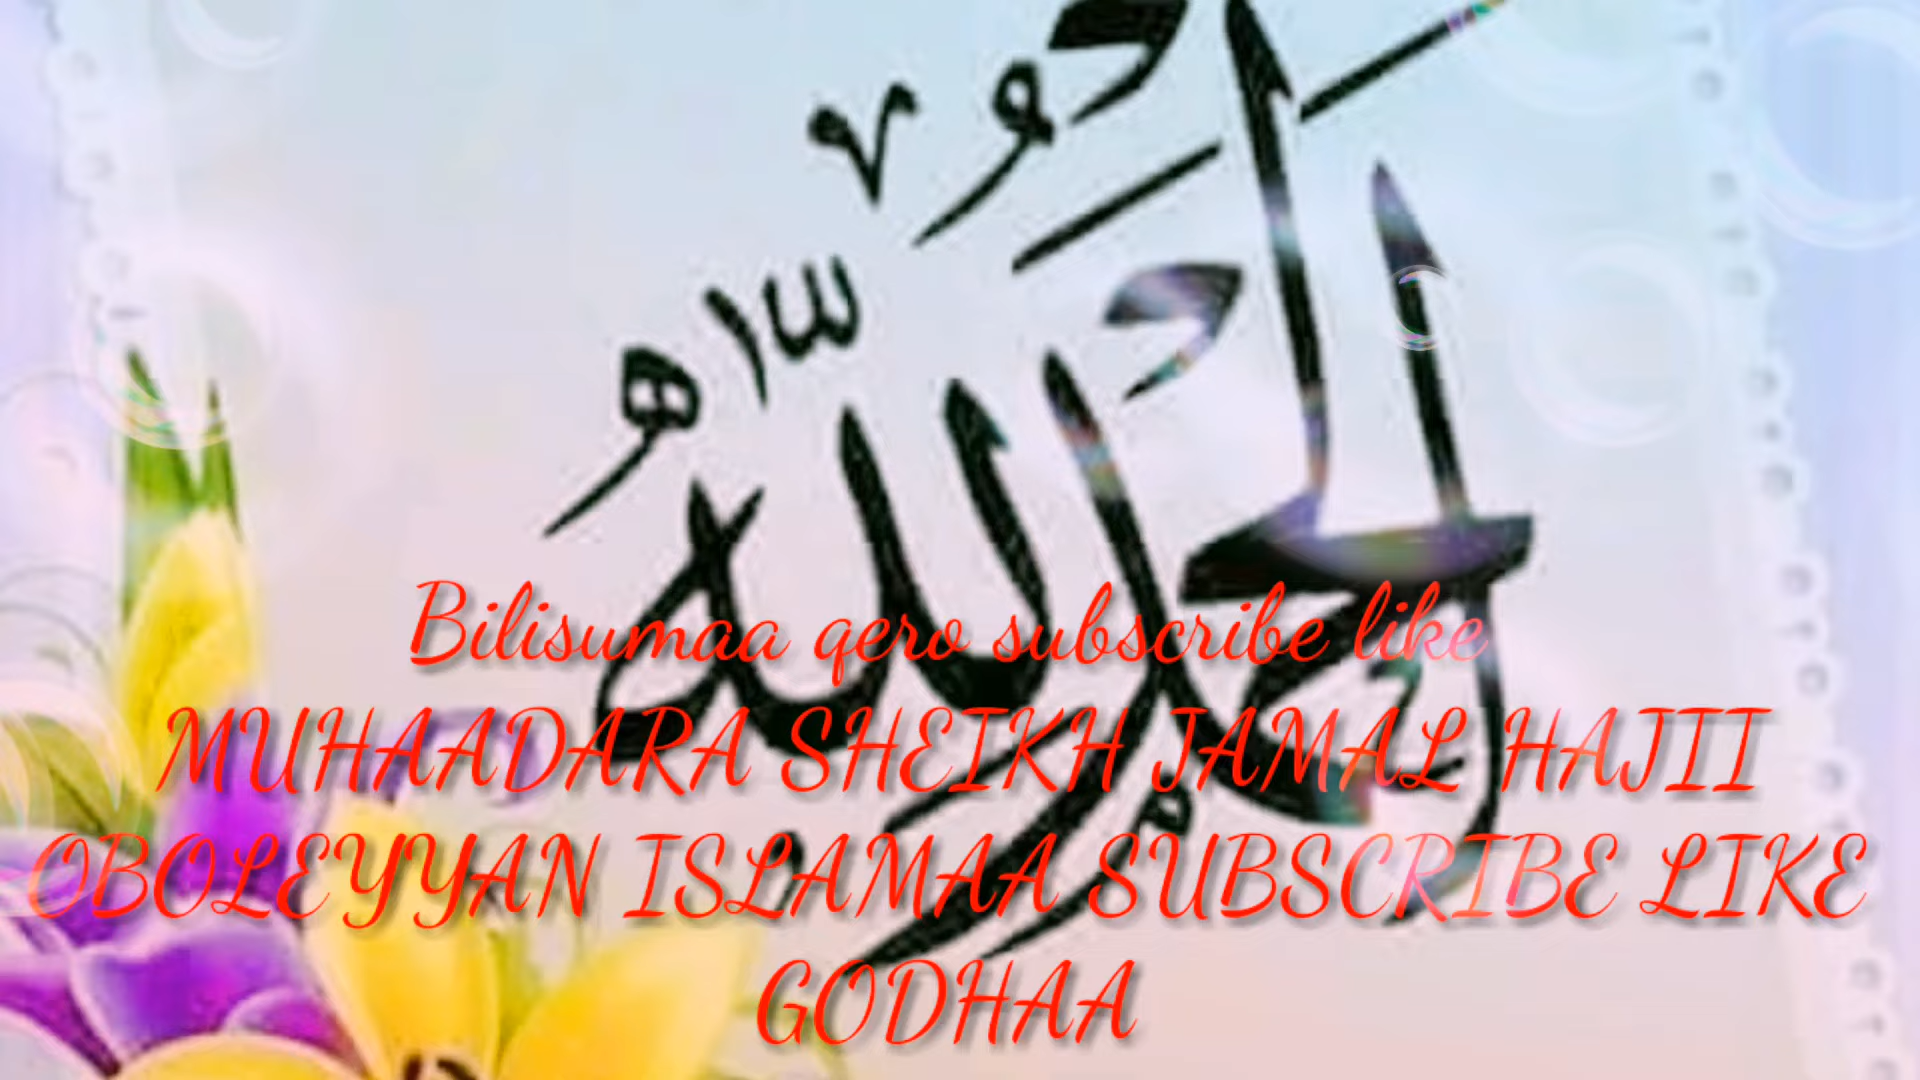 الحمد لله
Bilisumaa qero subscribe like
MUHAADARA SHEIKH JAMAL HAJII
OBOLEYYAN ISLAMAA SUBSCRIBE LIKE
GODHAA